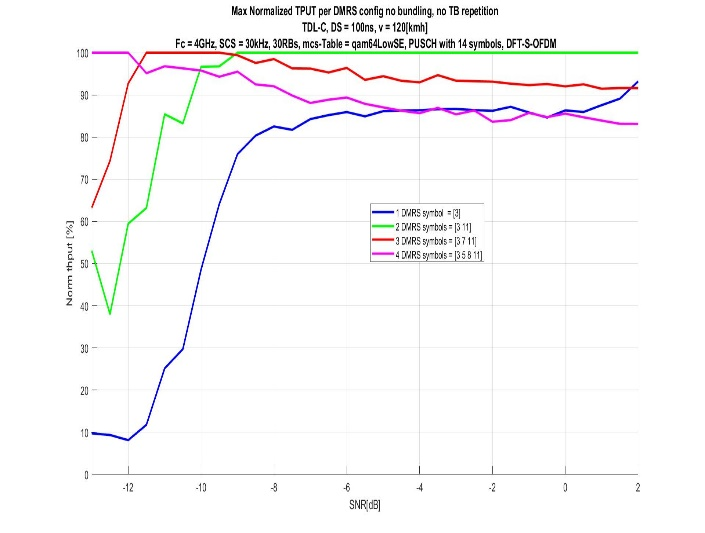 Max Normalized TPUT per DMRS config no bundling, no TB repetition
TDL-C, DS = 100ns, v = 120[kmh]
Fc = 4GHz, SCS = 30kHz, 30RBs, mcs-Table = qam64LowSE, PUSCH with 14 symbols, DFT-S-OFDM
100
90
80
70
60
50
40
30
20
10
0
Norm thput [%]
1 DMRS symbol = [3]
2 DMRS symbols = [3 11]
3 DMRS symbols = [3 7 11]
4 DMRS symbols = [3 5 8 11]
-12 -10 -8 -6 -4 -2 0 2
SNR[dB]